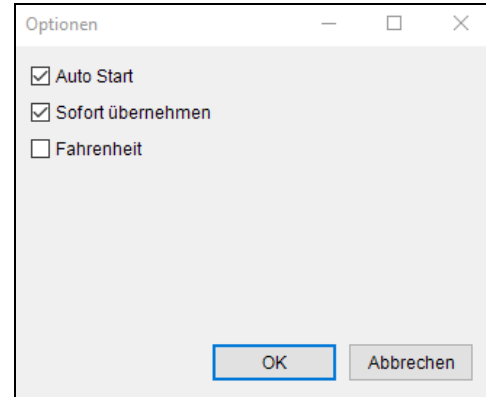 Optionen
Auto Start
Sofort übernehmen
Fahrenheit
OK Abbrechen